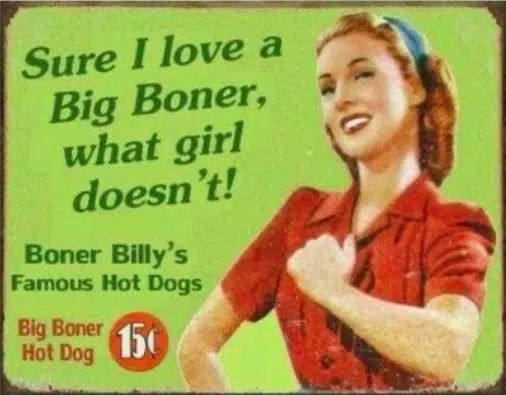 Sure I love a
Big Boner,
what girl
doesn't!
Boner Billy's
Famous Hot Dogs
Big Boner
Hot Dog
15¢